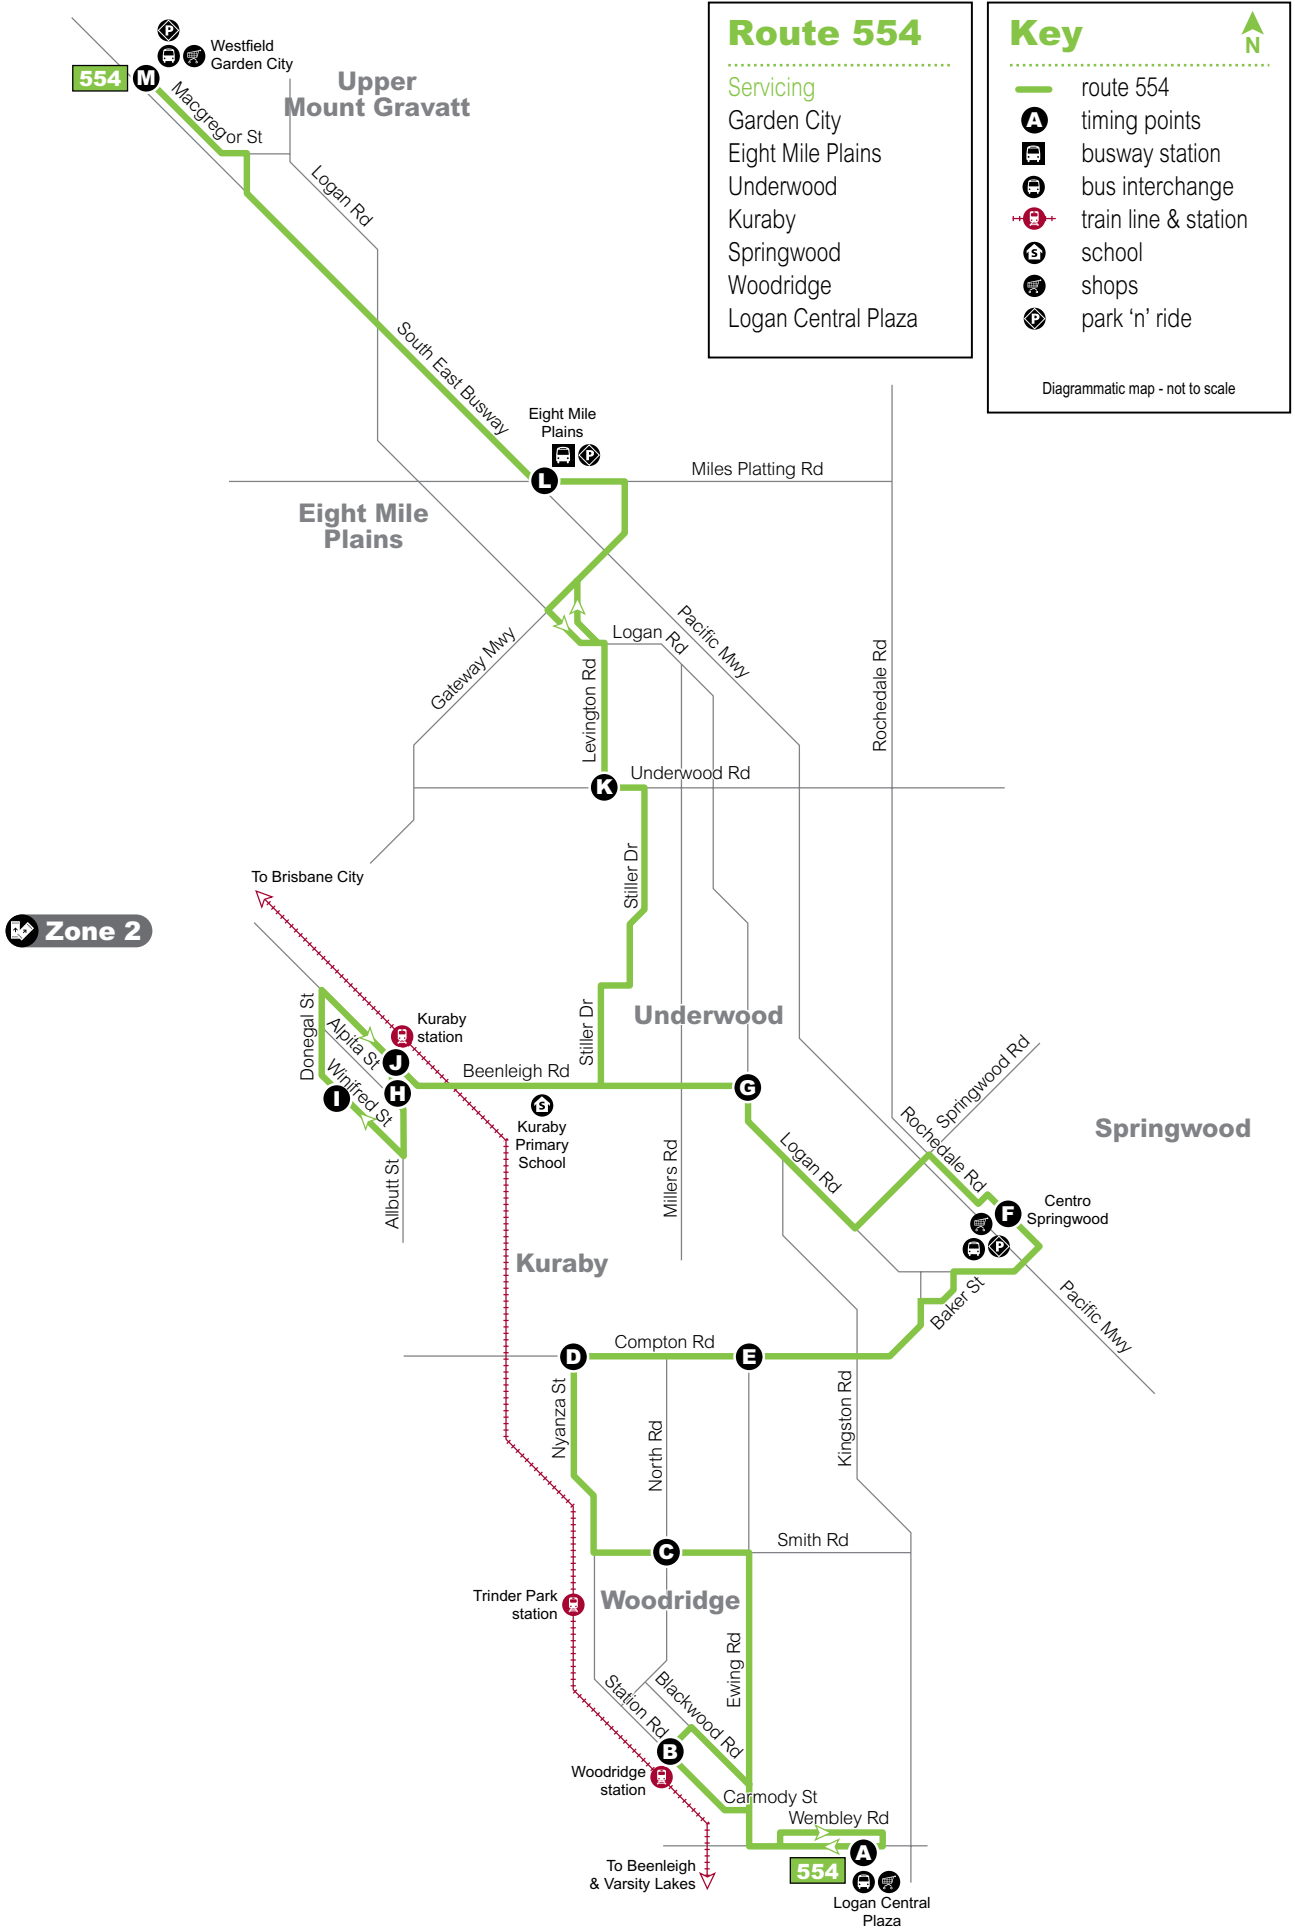 Route 554
Servicing
Garden City
Eight Mile Plains
Underwood
Kuraby
Springwood
Woodridge
Logan Central Plaza
Key
N
route 554
A
timing points
busway station
bus interchange
train line & station
S
school
shops
P
park ‘n’ ride
Diagrammatic map - not to scale
P
Westfield
Garden City
554
M
Upper
Mount Gravatt
Macgregor St
Logan Rd
South East Busway
Eight Mile
Plains
P
L
Miles Platting Rd
Eight Mile
Plains
Pacific Mwy
Logan Rd
Gateway Mwy
Levington Rd
Rochedale Rd
K
Underwood Rd
Stiller Dr
To Brisbane City
Zone 2
Donegal St
Alpita St
Kuraby
station
Stiller Dr
Underwood
J
Winifred St
H
I
Beenleigh Rd
G
S
Kuraby
Primary
School
Allbutt St
Millers Rd
Logan Rd
Springwood Rd
Rochedale Rd
Springwood
F
Centro
Springwood
P
Kuraby
Baker St
Pacific Mwy
Compton Rd
D
E
Nyanza St
North Rd
Kingston Rd
C
Smith Rd
Trinder Park
station
Woodridge
Ewing Rd
Station Rd
Blackwood Rd
B
Woodridge
station
Carmody St
Wembley Rd
A
554
To Beenleigh
& Varsity Lakes
Logan Central
Plaza